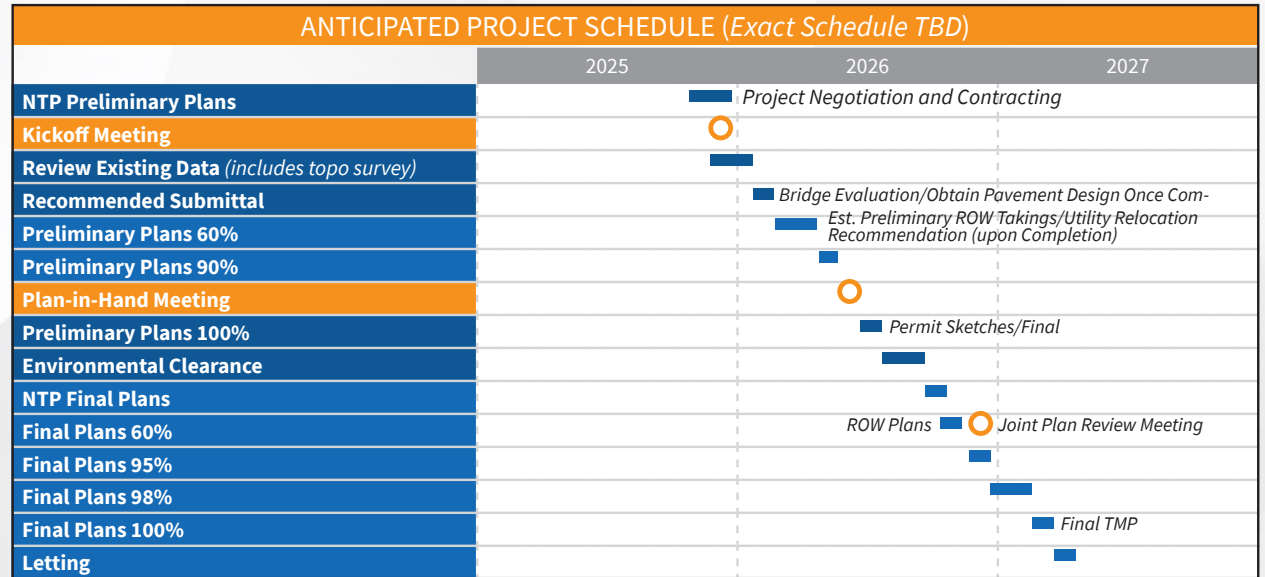 ANTICIPATED PROJECT SCHEDULE (Exact Schedule TBD)
2025 2026 2027
NTP Preliminary Plans Project Negotiation and Contracting
Kickoff Meeting
Review Existing Data (includes topo survey)
Recommended Submittal Bridge Evaluation/Obtain Pavement Design Once Com-
Preliminary Plans 60% Est. Preliminary ROW Takings/Utility Relocation
Recommendation (upon Completion)
Preliminary Plans 90%
Plan-in-Hand Meeting
Preliminary Plans 100% Permit Sketches/Final
Environmental Clearance
NTP Final Plans
Final Plans 60% ROW Plans Joint Plan Review Meeting
Final Plans 95%
Final Plans 98%
Final Plans 100% Final TMP
Letting